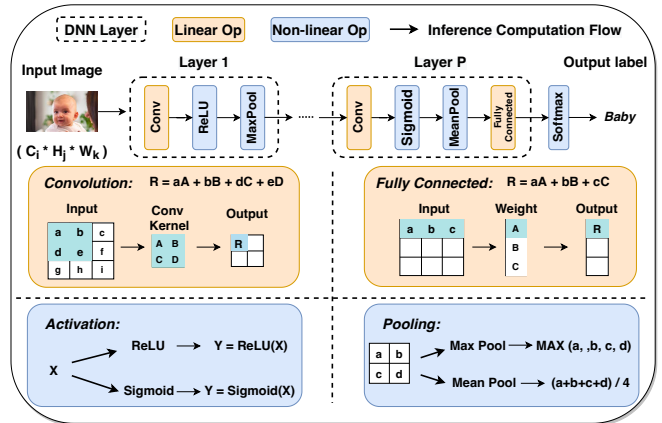 DNN Layer
Linear Op
Non-linear Op
Inference Computation Flow
Input Image
Layer 1
Layer P
Output label
Conv
ReLU
MaxPool
......
Conv
Sigmoid
MeanPool
Fully
Connected
Softmax
Baby
( Ci * Hj * Wk)
Convolution: R = aA + bB + dC + eD
Input
Conv
Kernel
Output
a b c
d e f
g h i
A B
C D
R
Fully Connected: R = aA + bB + cC
Input
Weight
Output
a b c
A
B
C
R
Activation:
X
ReLU
Y = ReLU(X)
Sigmoid
Y = Sigmoid(X)
Pooling:
a b
c d
Max Pool
MAX (a, ,b, c, d)
Mean Pool
(a+b+c+d) / 4